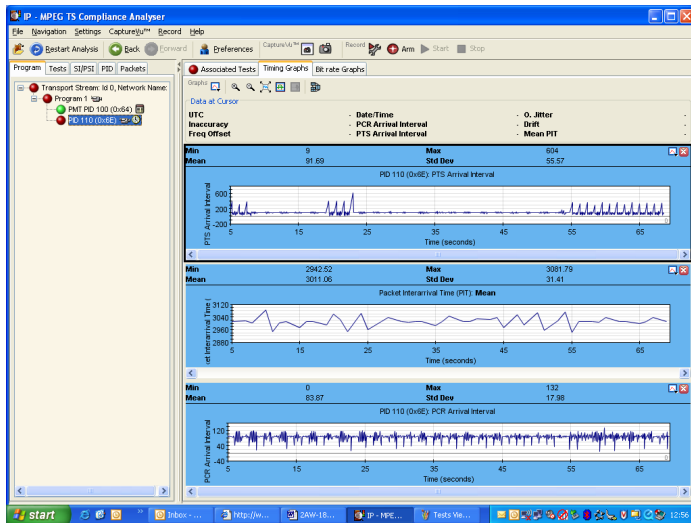 IP - MPEG TS Compliance Analyser
File Navigation Settings CaptureVu™ Record Help
Restart Analysis Back Forward Preferences CaptureVu™ Record Arm Start Stop
Program Tests SI/PSI PID Packets
Associated Tests Timing Graphs Bit rate Graphs
Transport Stream: Id 0, Network Name:
Program 1
PMT PID 100 (0x64)
PID 110 (0x6E)
Graphs
Data at Cursor
UTC - Date/Time - O. Jitter -
Inaccuracy - PCR Arrival Interval - Drift -
Freq Offset - PTS Arrival Interval - Mean PIT -
Min 9 Max 604
Mean 91.69 Std Dev 55.57
PID 110 (0x6E): PTS Arrival Interval
PTS Arrival Interval
600
200
-200
0
5 15 25 35 45 55 65
Time (seconds)
Min 2942.52 Max 3081.79
Mean 3011.06 Std Dev 31.41
Packet Interarrival Time (PIT): Mean
Interarrival Time (
3120
3040
2960
2880
5 15 25 35 45 55 65
Time (seconds)
Min 0 Max 132
Mean 83.87 Std Dev 17.98
PID 110 (0x6E): PCR Arrival Interval
PCR Arrival Interval
120
40
-40
0
5 15 25 35 45 55 65
Time (seconds)
start
Inbox - ...
http://w...
2AW-18...
IP - MPE...
Tests Vie...
12:56